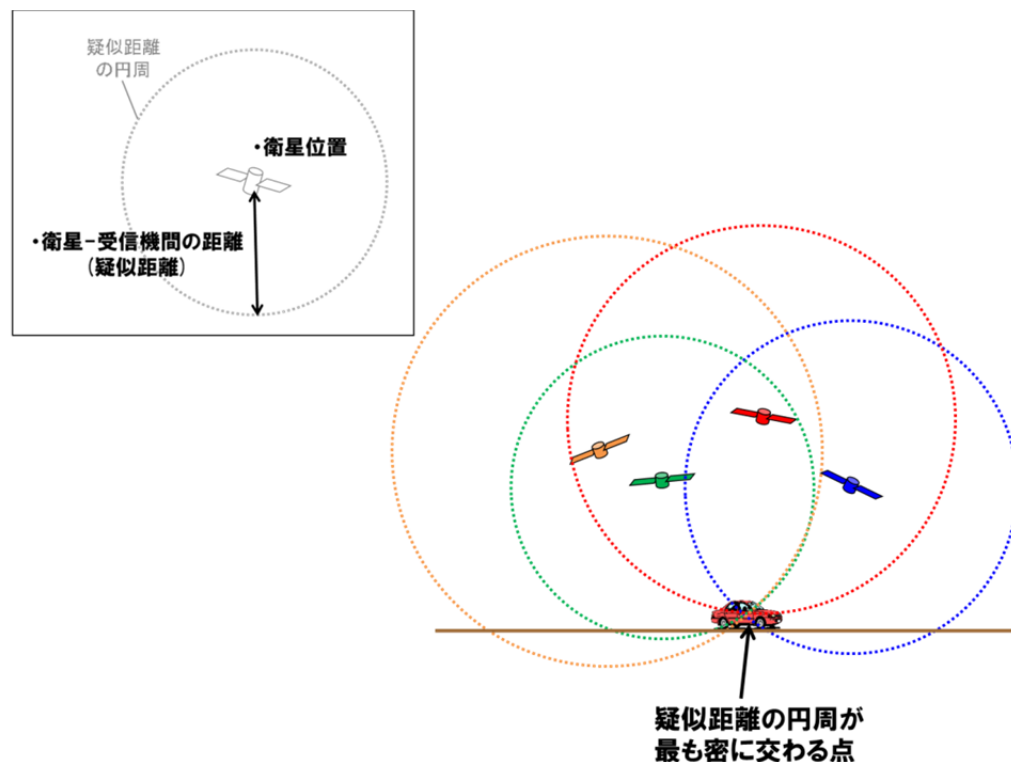 疑似距離
の円周
・衛星位置
・衛星-受信機間の距離
(疑似距離)
疑似距離の円周が
最も密に交わる点